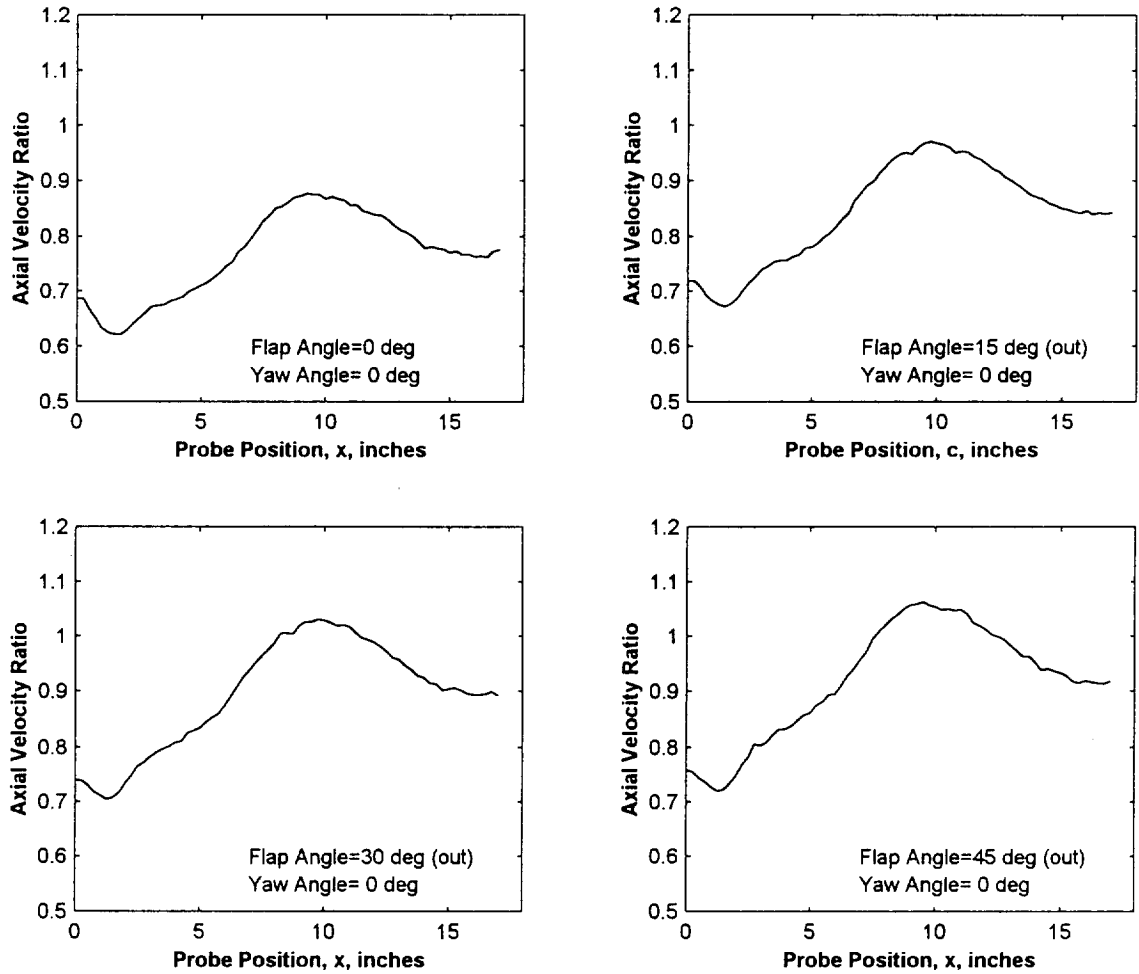 1.2
1.1
1
0.9
0.8
0.7
0.6
0.5
Axial Velocity Ratio
Flap Angle=0 deg
Yaw Angle= 0 deg
0 5 10 15
Probe Position, x, inches
1.2
1.1
1
0.9
0.8
0.7
0.6
0.5
Axial Velocity Ratio
Flap Angle=15 deg (out)
Yaw Angle= 0 deg
0 5 10 15
Probe Position, c, inches
1.2
1.1
1
0.9
0.8
0.7
0.6
0.5
Axial Velocity Ratio
Flap Angle=30 deg (out)
Yaw Angle= 0 deg
0 5 10 15
Probe Position, x, inches
1.2
1.1
1
0.9
0.8
0.7
0.6
0.5
Axial Velocity Ratio
Flap Angle=45 deg (out)
Yaw Angle= 0 deg
0 5 10 15
Probe Position, x, inches